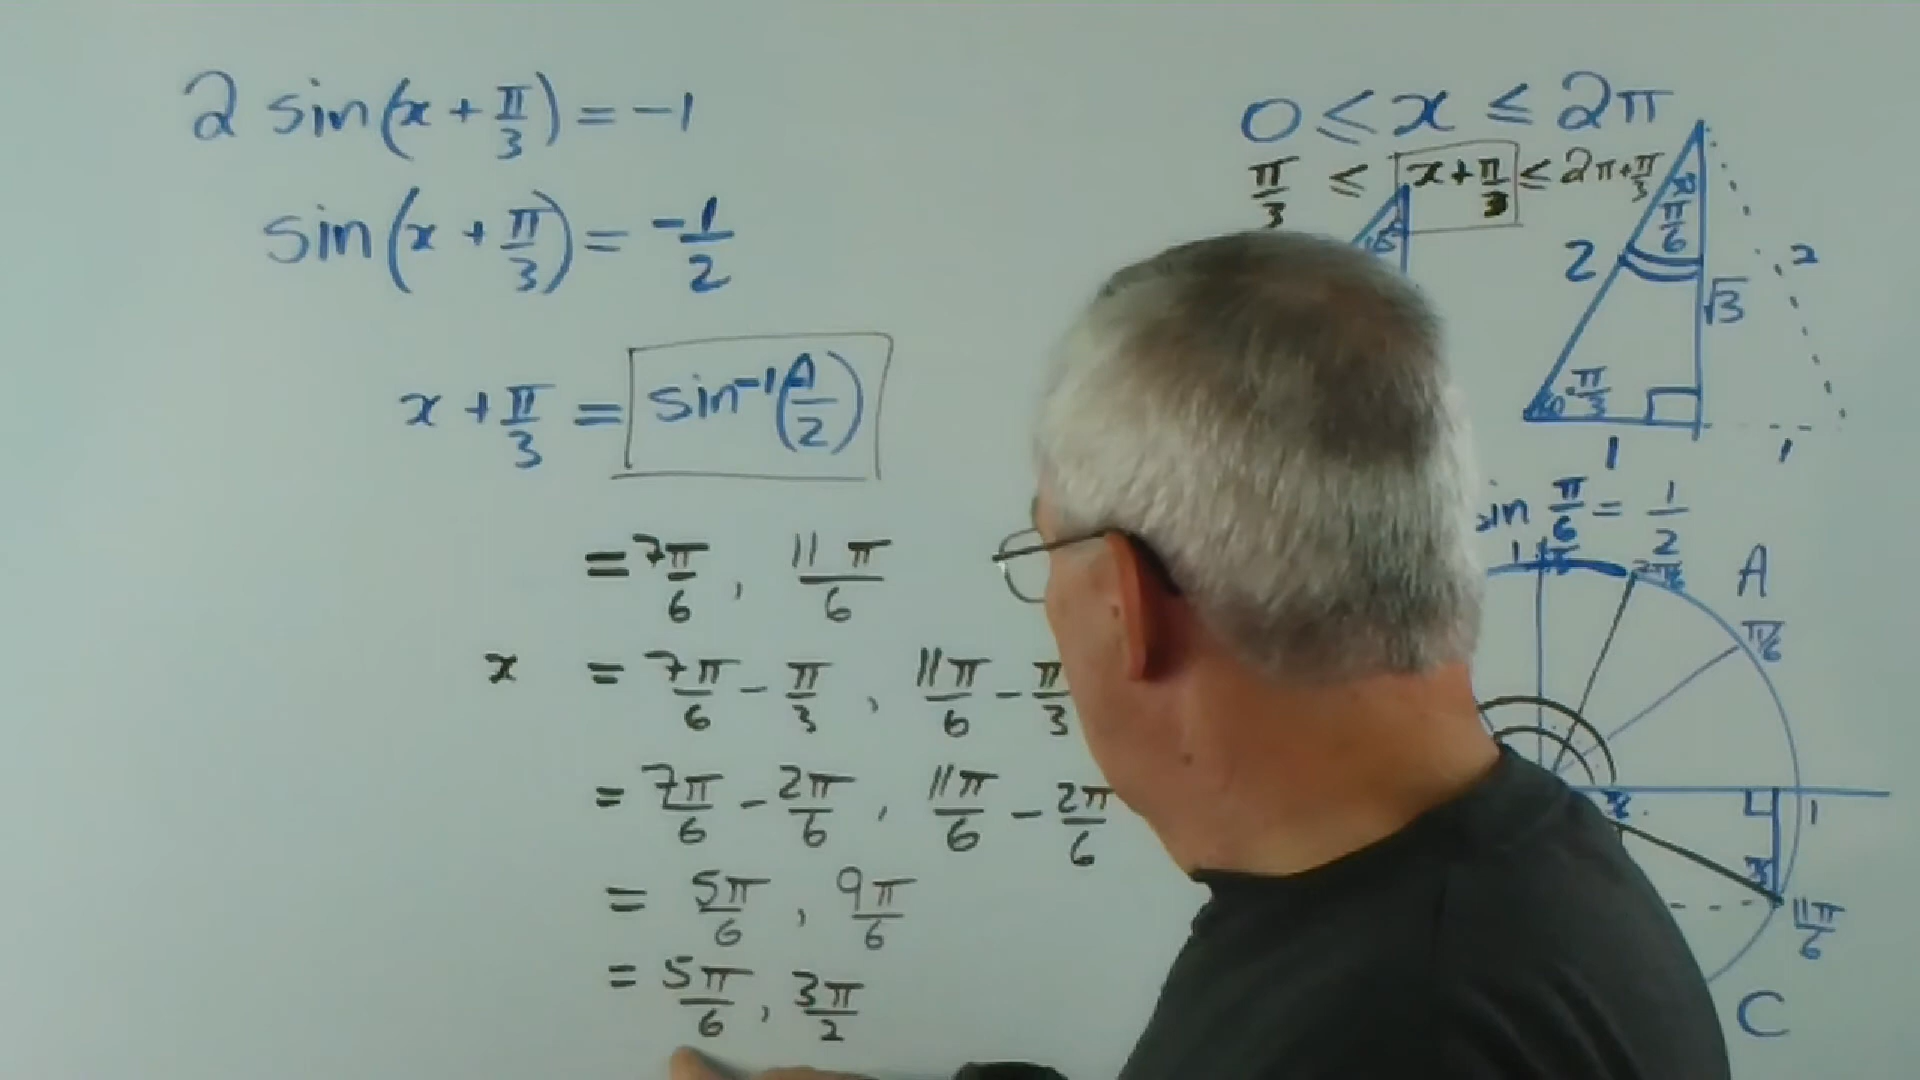 2 sin(x + π/3) = -1
sin(x + π/3) = -1/2
x + π/3 = sin⁻¹(-1/2)
= 7π/6, 11π/6
x = 7π/6 - π/3, 11π/6 - π/3
= 7π/6 - 2π/6, 11π/6 - 2π/6
= 5π/6, 9π/6
= 5π/6, 3π/2
0 ≤ x ≤ 2π
π/3 ≤ x + π/3 ≤ 2π + π/3
π/6
2
√3
2
π/3
1
1
in π/6 = 1/2
1
A
π/6
1
11π/6
C